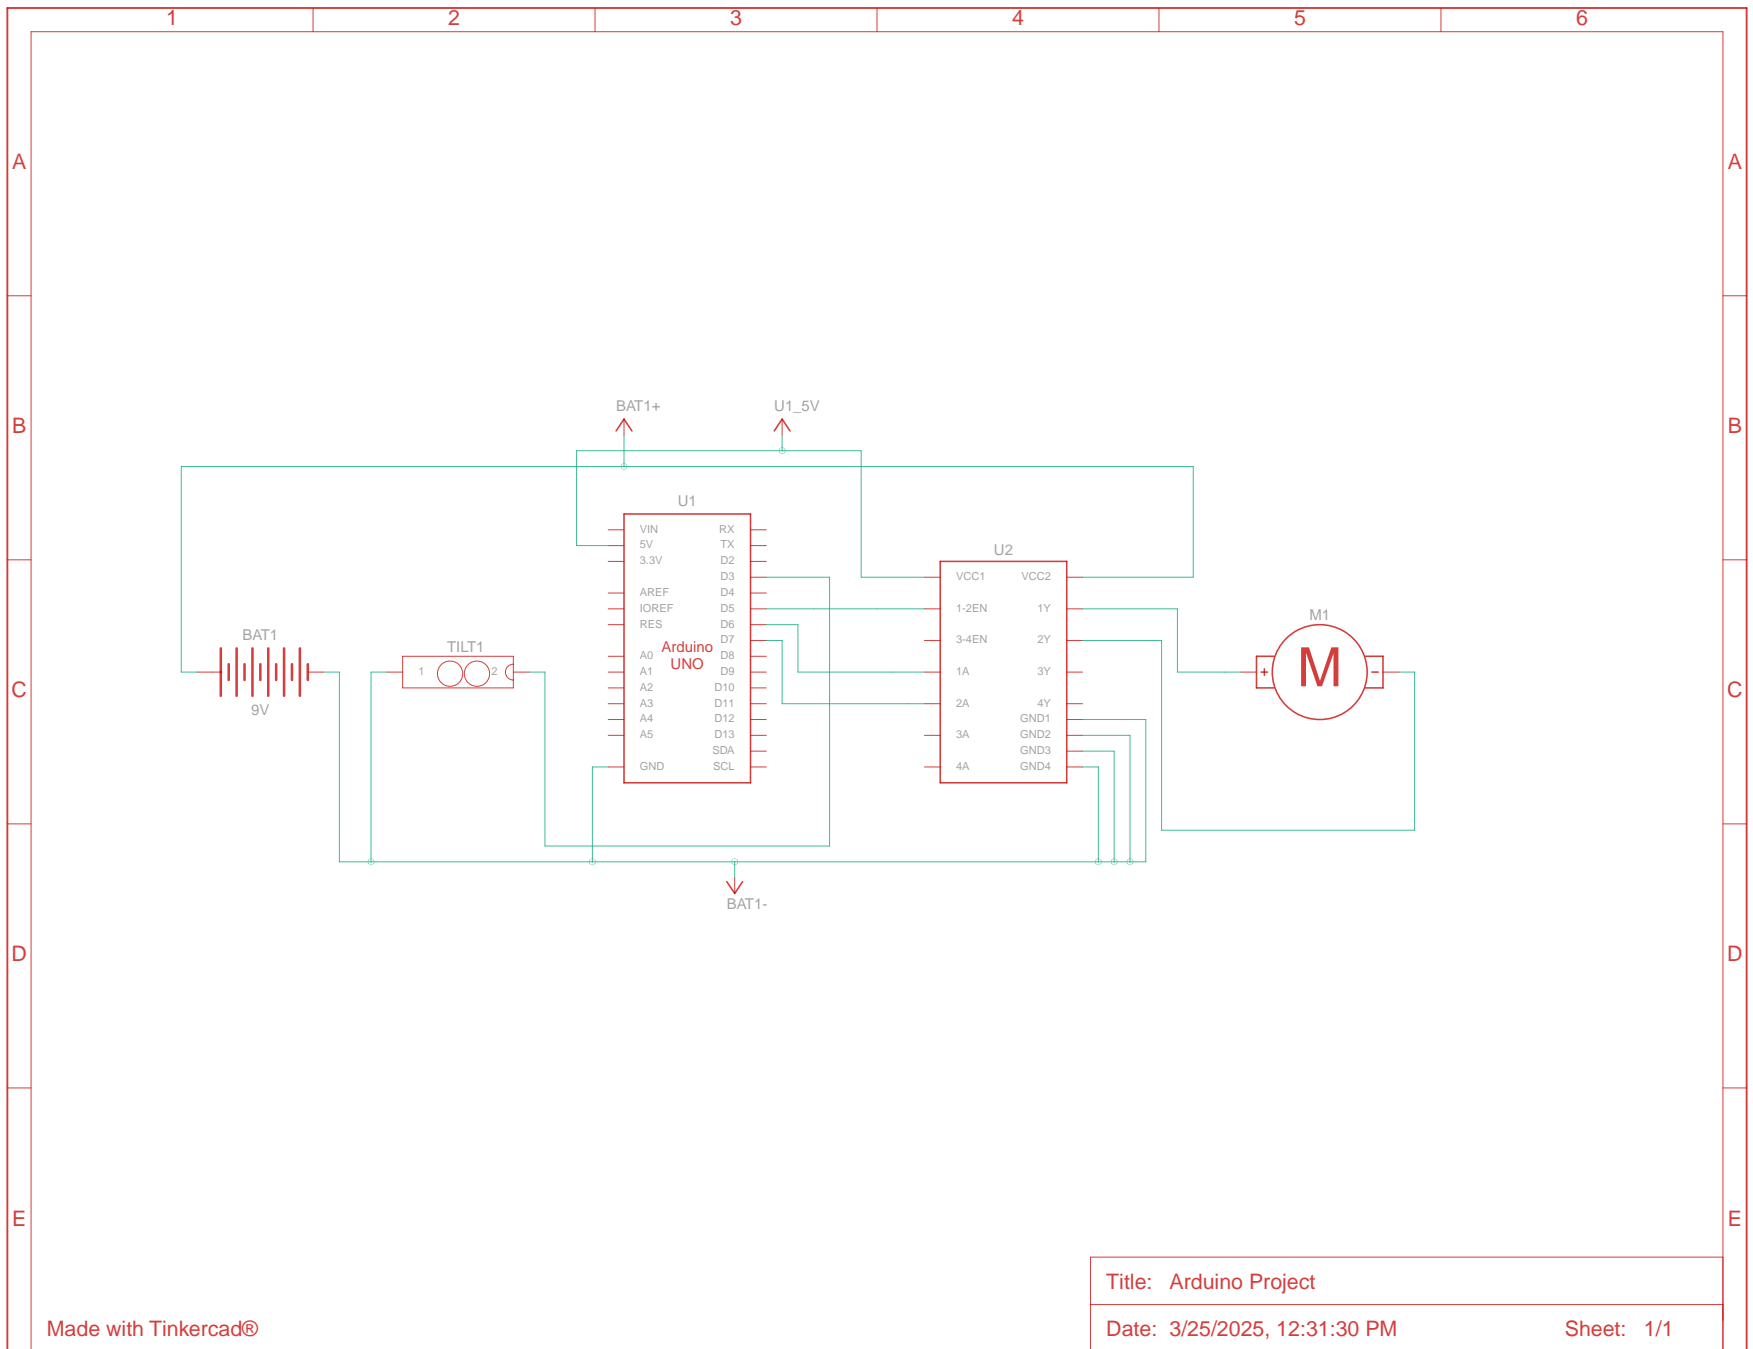 1 2 3 4 5 6
A A
BAT1+ U1_5V
B B
U1
VIN RX
5V TX
3.3V D2
D3
AREF D4
IOREF D5
RES D6
D7
A0 D8
A1 D9
A2 D10
A3 D11
A4 D12
A5 D13
SDA
GND SCL
Arduino
UNO
U2
VCC1 VCC2
1-2EN 1Y
3-4EN 2Y
1A 3Y
2A 4Y
GND1
3A GND2
GND3
4A GND4
BAT1
9V
TILT1
1 2
M1
+ M -
C C
BAT1-
D D
E E
Title: Arduino Project
Made with Tinkercad®
Date: 3/25/2025, 12:31:30 PM Sheet: 1/1